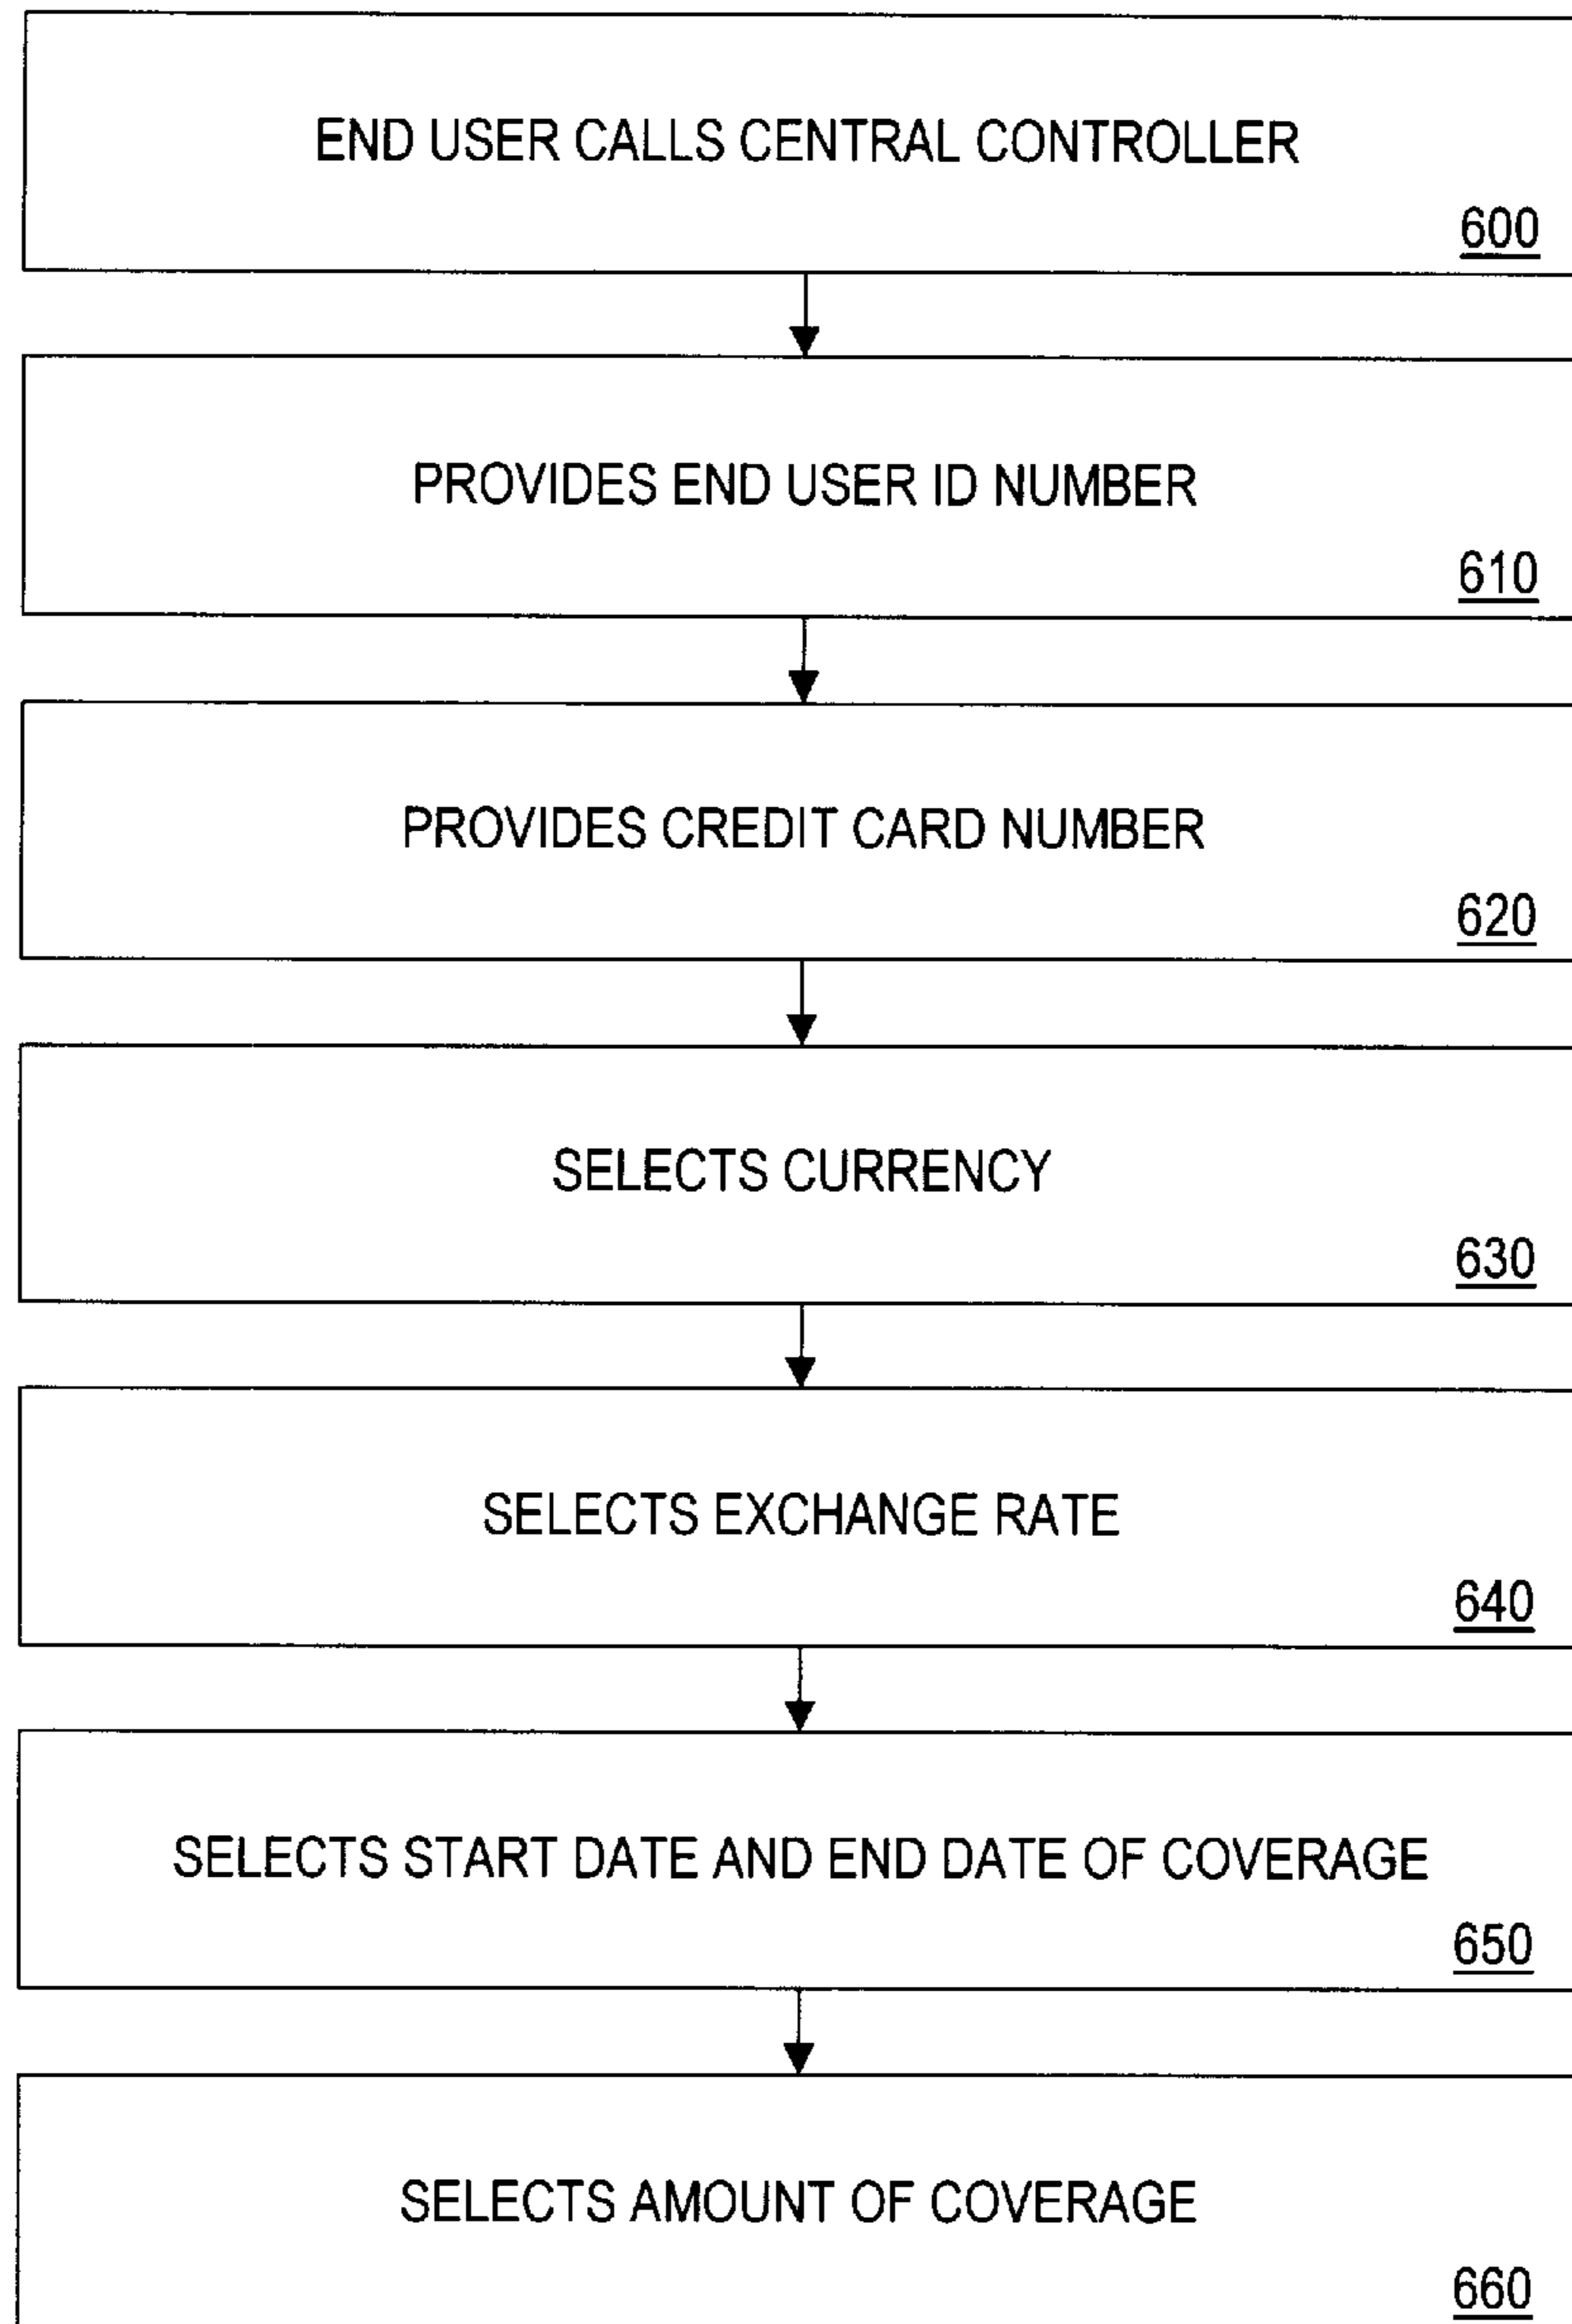 END USER CALLS CENTRAL CONTROLLER
600
PROVIDES END USER ID NUMBER
610
PROVIDES CREDIT CARD NUMBER
620
SELECTS CURRENCY
630
SELECTS EXCHANGE RATE
640
SELECTS START DATE AND END DATE OF COVERAGE
650
SELECTS AMOUNT OF COVERAGE
660